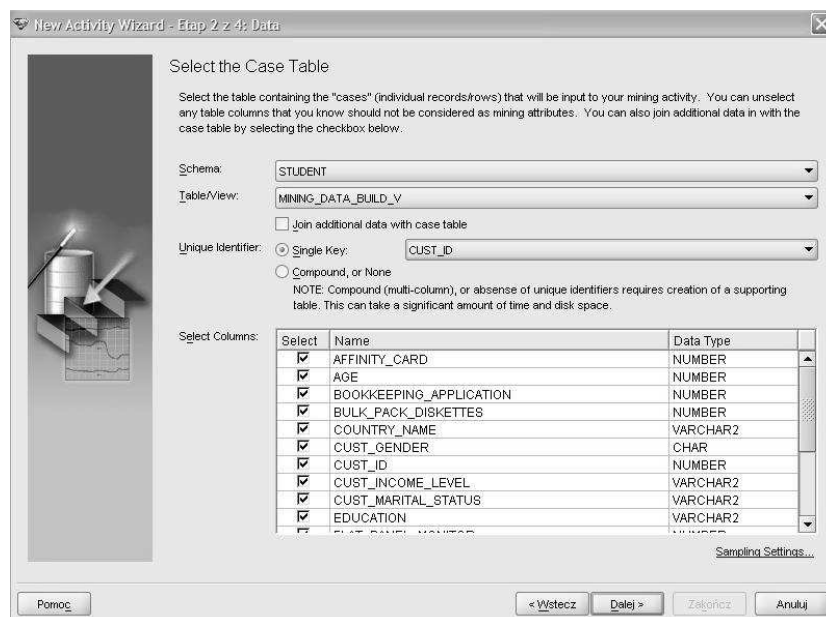 New Activity Wizard - Etap 2 z 4: Data
Select the Case Table
Select the table containing the "cases" (individual records/rows) that will be input to your mining activity. You can unselect
any table columns that you know should not be considered as mining attributes. You can also join additional data in with the
case table by selecting the checkbox below.
Schema: STUDENT
Table/View: MINING_DATA_BUILD_V
Join additional data with case table
Unique Identifier: Single Key: CUST_ID
Compound, or None
NOTE: Compound (multi-column), or absense of unique identifiers requires creation of a supporting
table. This can take a significant amount of time and disk space.
Select Columns: Select Name Data Type
AFFINITY_CARD NUMBER
AGE NUMBER
BOOKKEEPING_APPLICATION NUMBER
BULK_PACK_DISKETTES NUMBER
COUNTRY_NAME VARCHAR2
CUST_GENDER CHAR
CUST_ID NUMBER
CUST_INCOME_LEVEL VARCHAR2
CUST_MARITAL_STATUS VARCHAR2
EDUCATION VARCHAR2
FLAT_PANEL_MONITOR NUMBER
Sampling Settings...
Pomoc < Wstecz Dalej > Zakończ Anuluj